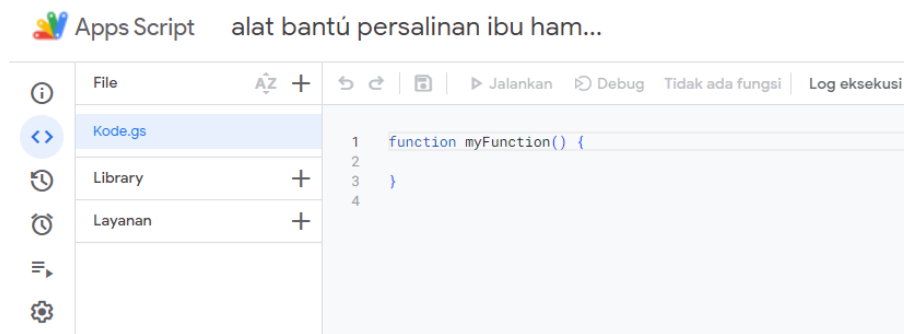 Apps Script alat bantú persalinan ibu ham...
File AZ
Jalankan Debug Tidak ada fungsi Log eksekusi
Kode.gs
Library
Layanan
1 function myFunction() {
2
3 }
4